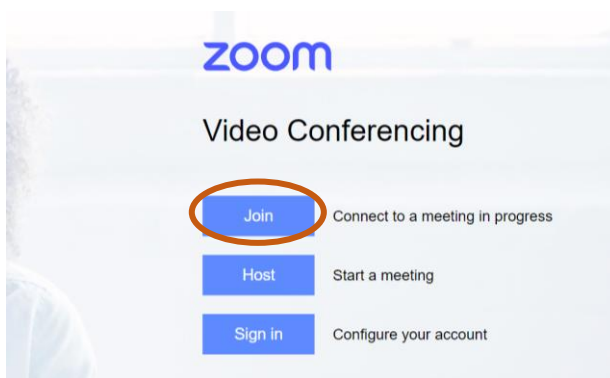 zoom
Video Conferencing
Join Connect to a meeting in progress
Host Start a meeting
Sign in Configure your account